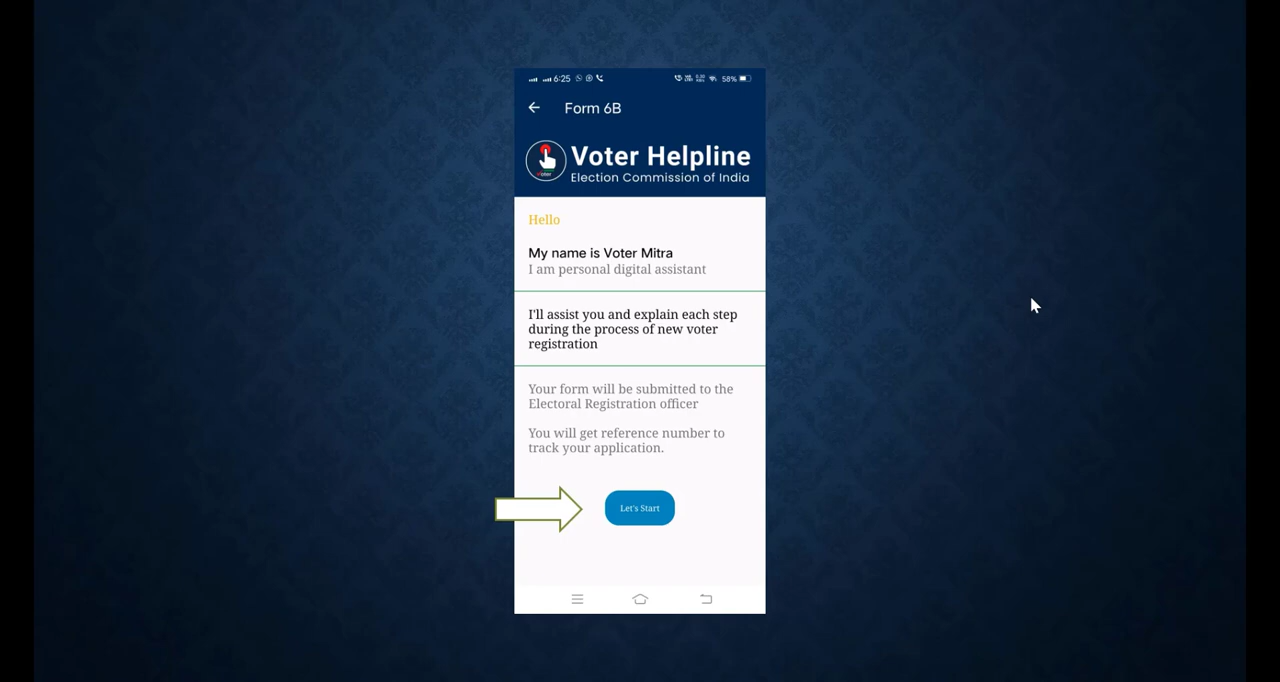 6:25
58%
Form 6B
Voter Helpline
Election Commission of India
Hello
My name is Voter Mitra
I am personal digital assistant
I'll assist you and explain each step
during the process of new voter
registration
Your form will be submitted to the
Electoral Registration officer
You will get reference number to
track your application.
Let's Start